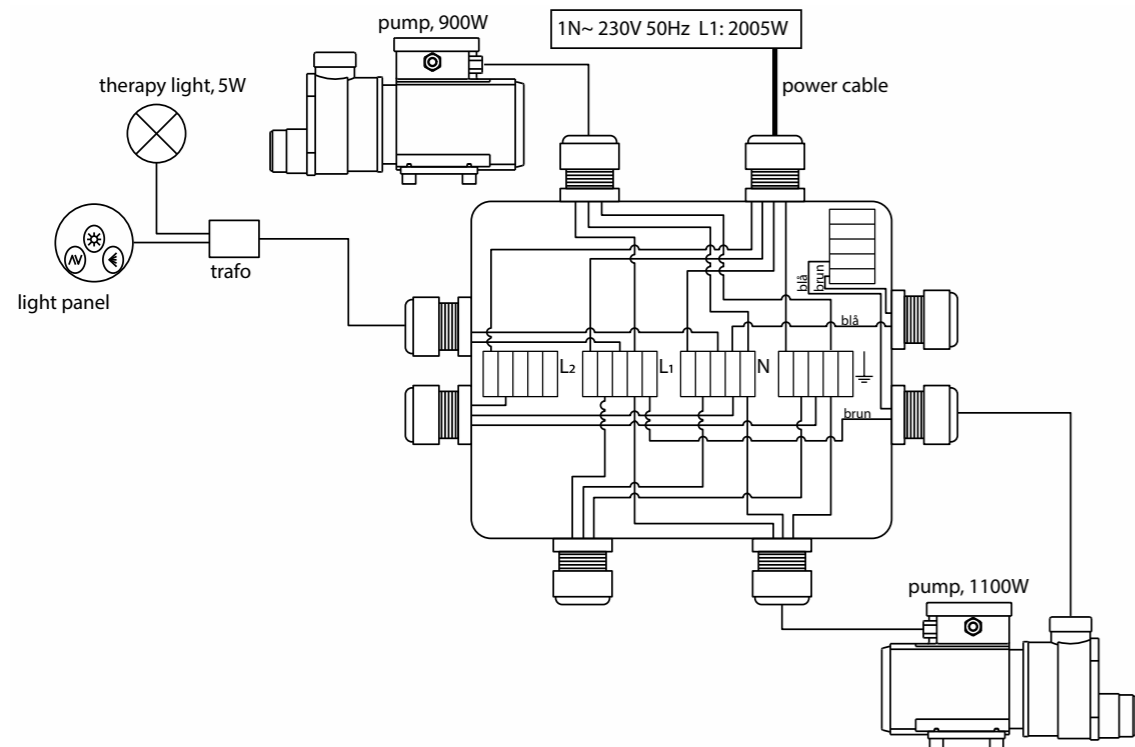 pump, 900W
1N~ 230V 50Hz L1: 2005W
therapy light, 5W
power cable
trafo
light panel
blå
brun
blå
L₂
L₁
N
brun
pump, 1100W